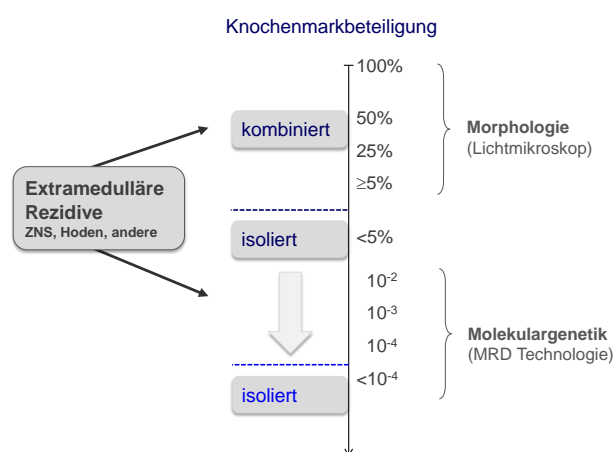 Knochenmarkbeteiligung
100%
kombiniert
50%
25%
≥5%
Morphologie
(Lichtmikroskop)
Extramedulläre
Rezidive
ZNS, Hoden, andere
isoliert
<5%
10-2
10-3
10-4
<10-4
Molekulargenetik
(MRD Technologie)
isoliert